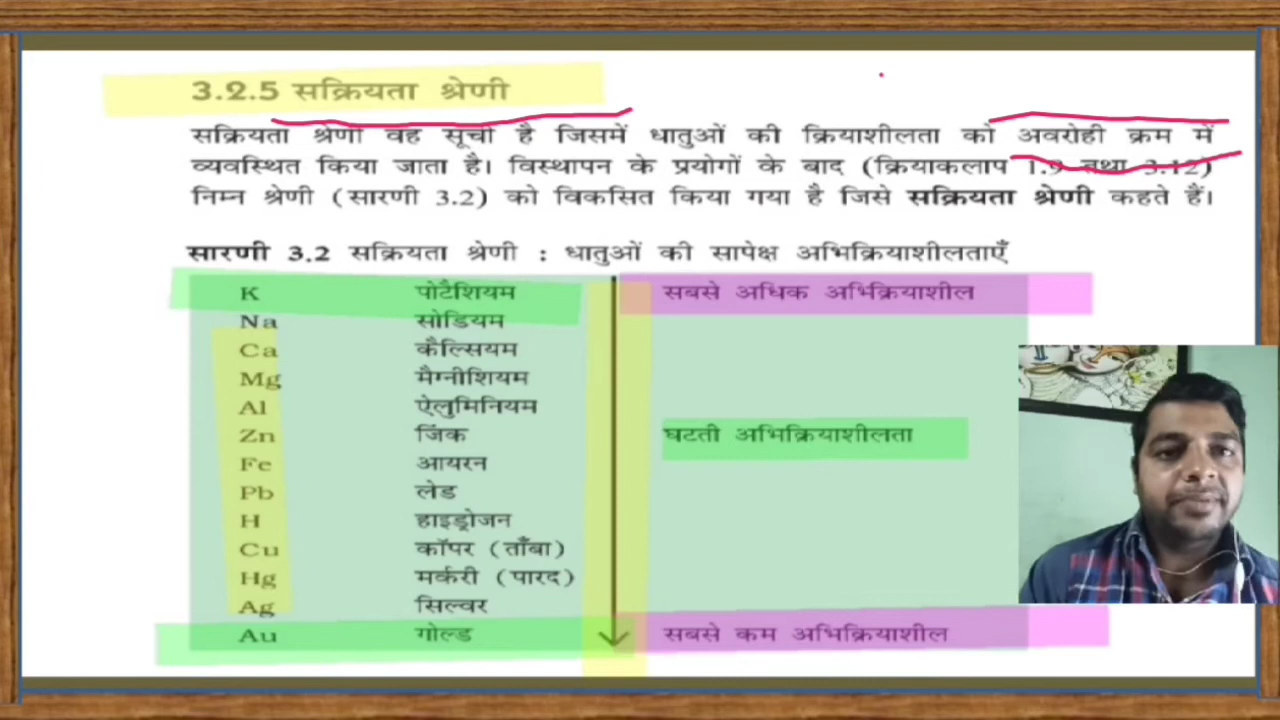 3.2.5 सक्रियता श्रेणी
सक्रियता श्रेणी वह सूची है जिसमें धातुओं की क्रियाशीलता को अवरोही क्रम में
व्यवस्थित किया जाता है। विस्थापन के प्रयोगों के बाद (क्रियाकलाप 1.9 तथा 3.12)
निम्न श्रेणी (सारणी 3.2) को विकसित किया गया है जिसे सक्रियता श्रेणी कहते हैं।
सारणी 3.2 सक्रियता श्रेणी : धातुओं की सापेक्ष अभिक्रियाशीलताएँ
K पोटैशियम सबसे अधिक अभिक्रियाशील
Na सोडियम
Ca कैल्सियम
Mg मैग्नीशियम
Al ऐलुमिनियम
Zn जिंक घटती अभिक्रियाशीलता
Fe आयरन
Pb लेड
H हाइड्रोजन
Cu कॉपर (ताँबा)
Hg मर्करी (पारद)
Ag सिल्वर
Au गोल्ड सबसे कम अभिक्रियाशील